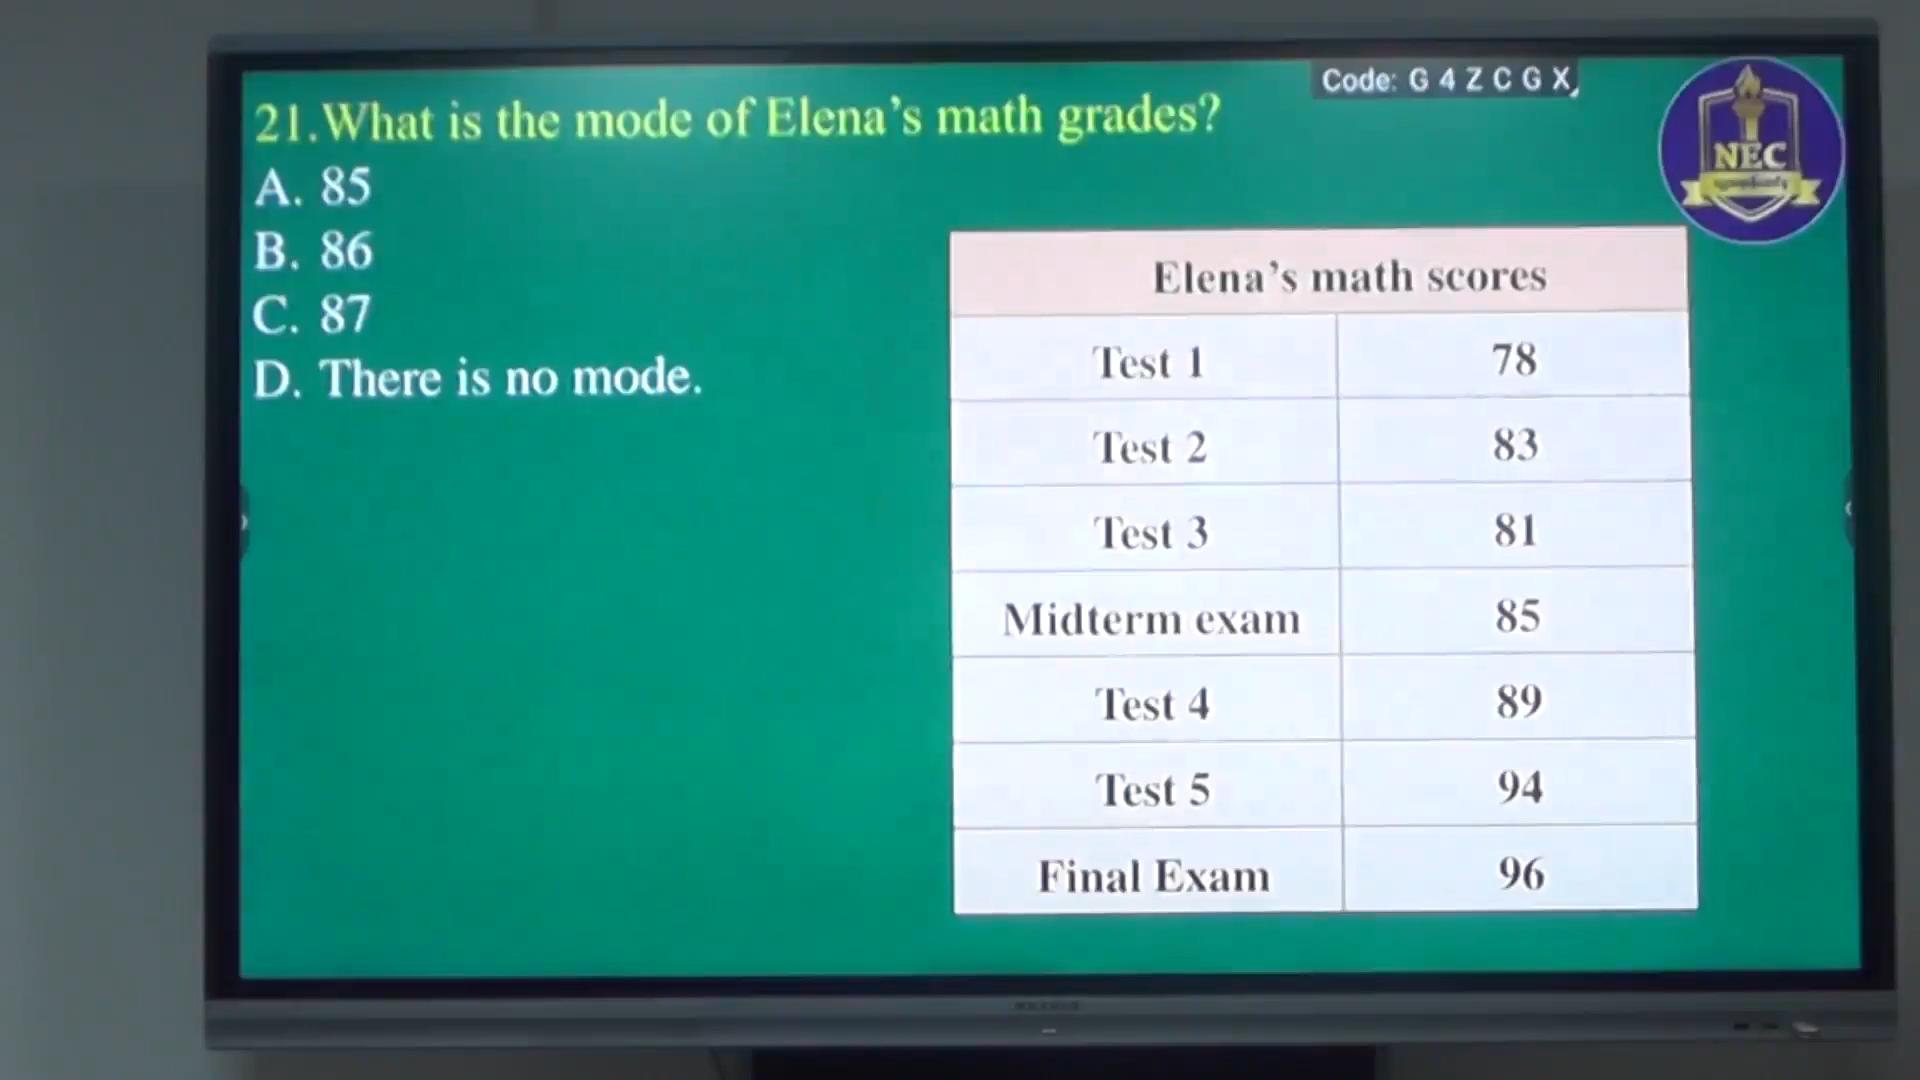 Code: G 4 Z C G X
21.What is the mode of Elena's math grades?
A. 85
B. 86
C. 87
D. There is no mode.
NEC
Elena's math scores
Test 1 78
Test 2 83
Test 3 81
Midterm exam 85
Test 4 89
Test 5 94
Final Exam 96